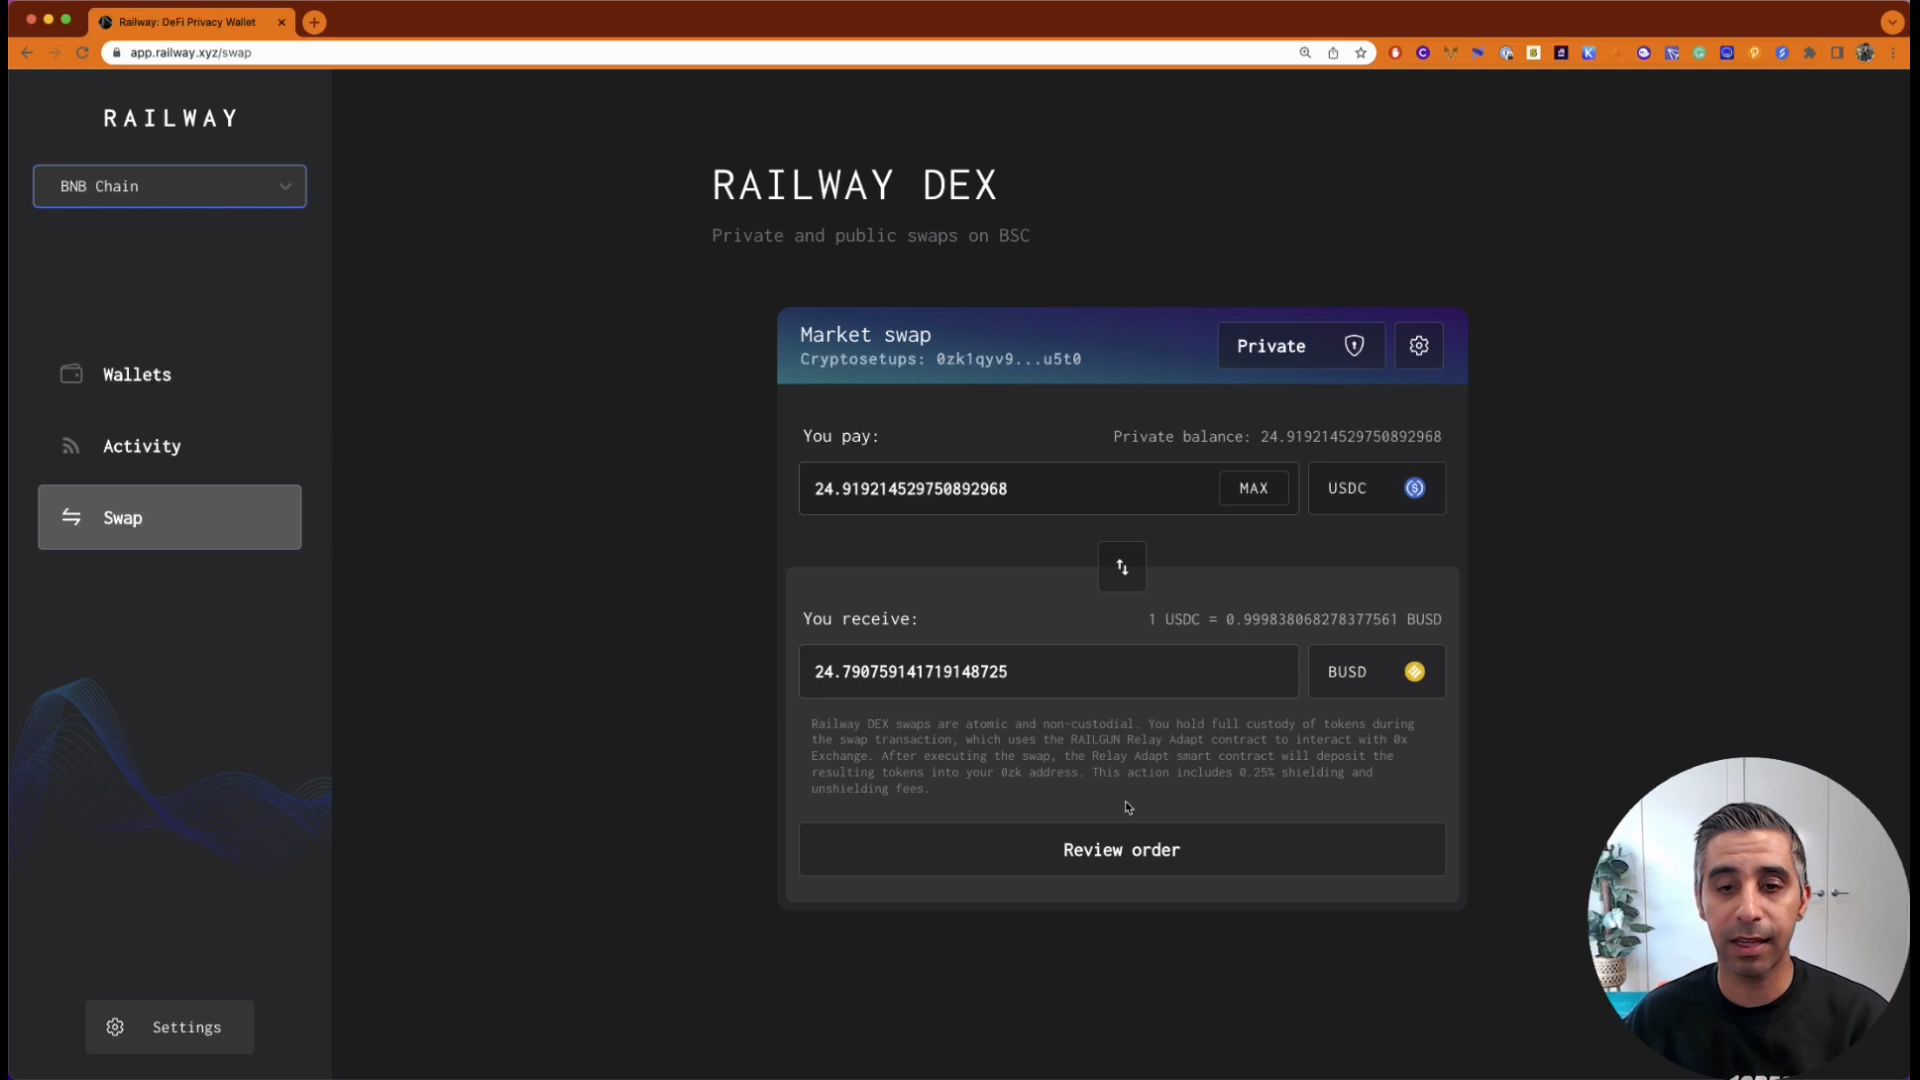 Railway: DeFi Privacy Wallet
app.railway.xyz/swap
RAILWAY
BNB Chain
Wallets
Activity
Swap
Settings
RAILWAY DEX
Private and public swaps on BSC
Market swap
Cryptosetups: 0zk1qyv9...u5t0
Private
You pay:
Private balance: 24.919214529750892968
24.919214529750892968
MAX
USDC
You receive:
1 USDC = 0.999838068278377561 BUSD
24.790759141719148725
BUSD
Railway DEX swaps are atomic and non-custodial. You hold full custody of tokens during
the swap transaction, which uses the RAILGUN Relay Adapt contract to interact with 0x
Exchange. After executing the swap, the Relay Adapt smart contract will deposit the
resulting tokens into your 0zk address. This action includes 0.25% shielding and
unshielding fees.
Review order